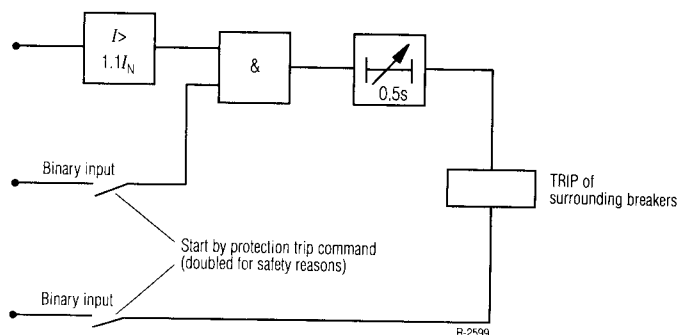 I>
1.1I_N
&
0.5s
Binary input
TRIP of
surrounding breakers
Start by protection trip command
(doubled for safety reasons)
Binary input
R-2599